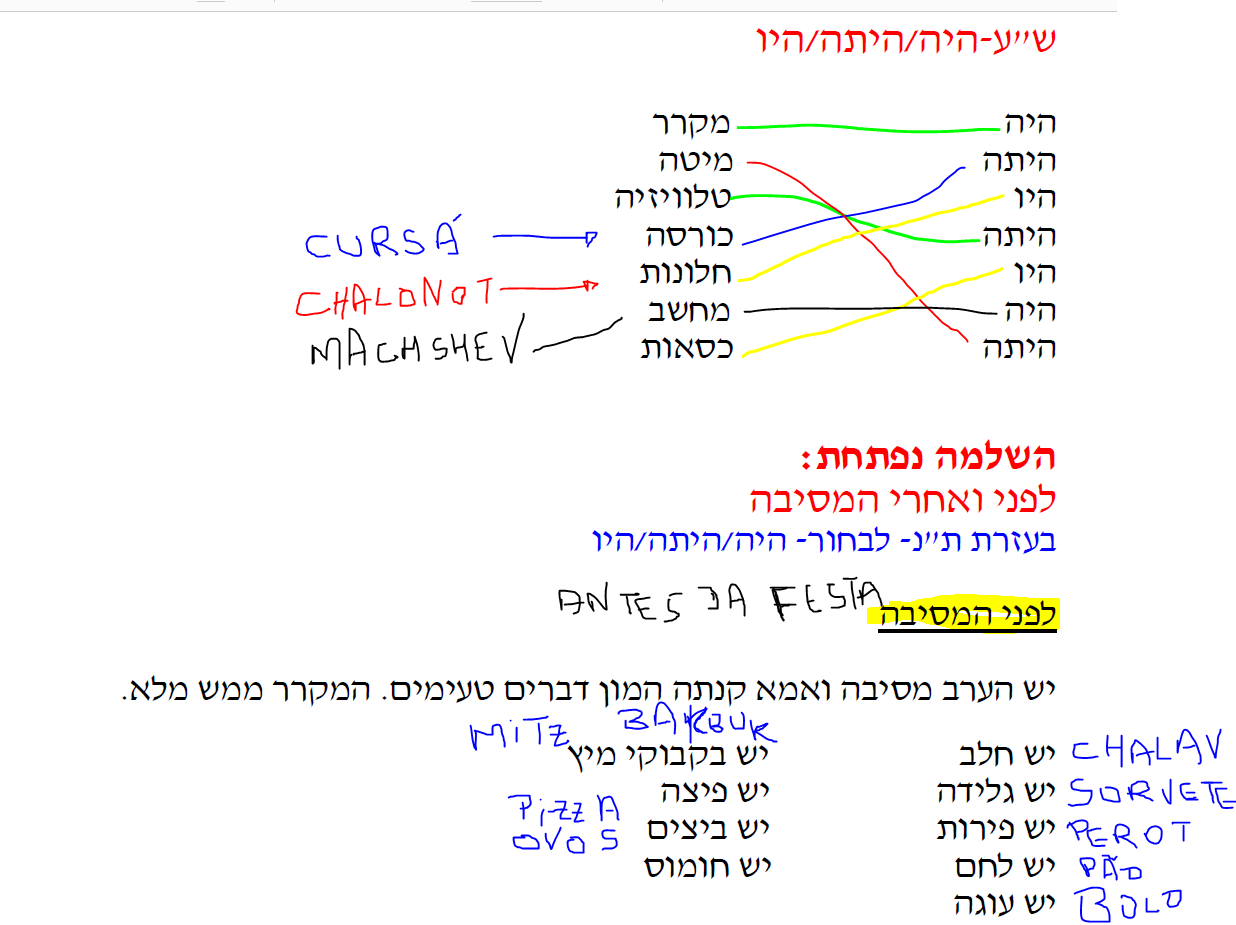 ש״ע-היה/היתה/היו
היה מקרר
היתה מיטה
היו טלוויזיה
היתה כורסה CURSÁ
היו חלונות CHALONOT
היה מחשב MACHSHEV
היתה כסאות
השלמה נפתחת:
לפני ואחרי המסיבה
בעזרת ת״נ- לבחור- היה/היתה/היו
לפני המסיבה ANTES DA FESTA
יש הערב מסיבה ואמא קנתה המון דברים טעימים. המקרר ממש מלא.
BAKBUK MITZ
CHALAV יש חלב יש בקבוקי מיץ
SORVETE יש גלידה יש פיצה PIZZA
PEROT יש פירות יש ביצים OVOS
PÃO יש לחם יש חומוס
BOLO יש עוגה